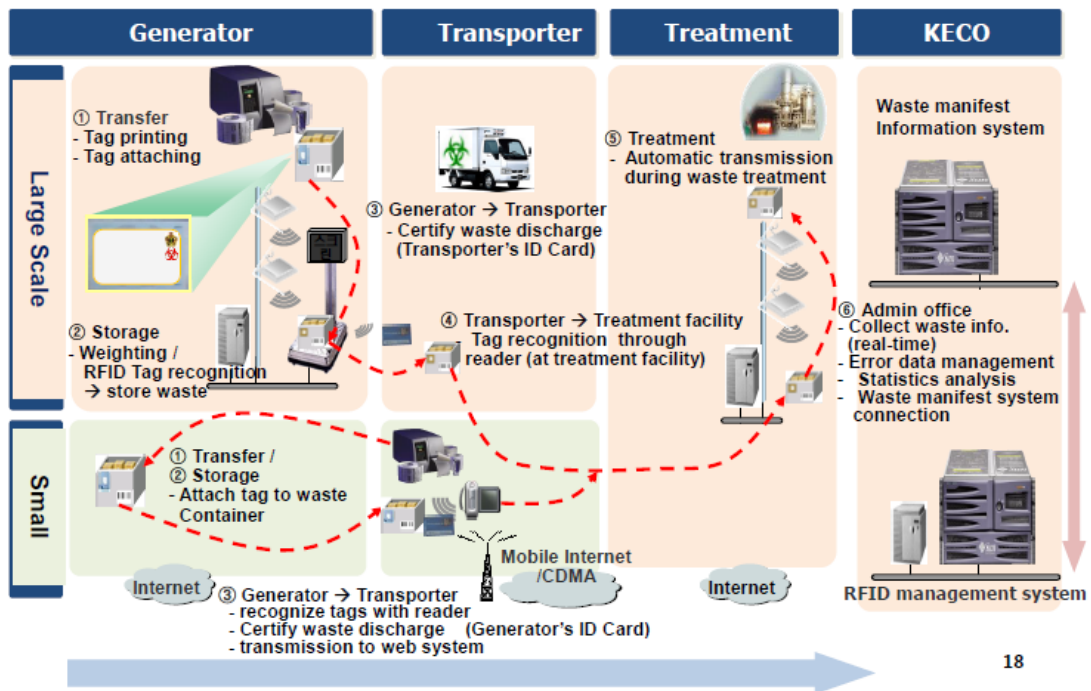 Generator
Transporter
Treatment
KECO
Large Scale
① Transfer
- Tag printing
- Tag attaching
② Storage
- Weighting /
RFID Tag recognition
→ store waste
③ Generator → Transporter
- Certify waste discharge
(Transporter's ID Card)
④ Transporter → Treatment facility
Tag recognition through
reader (at treatment facility)
⑤ Treatment
- Automatic transmission
during waste treatment
Waste manifest
Information system
⑥ Admin office
- Collect waste info.
(real-time)
- Error data management
- Statistics analysis
- Waste manifest system
connection
Small
① Transfer /
② Storage
- Attach tag to waste
Container
Internet
Mobile Internet
/CDMA
Internet
RFID management system
③ Generator → Transporter
- recognize tags with reader
- Certify waste discharge (Generator's ID Card)
- transmission to web system
18